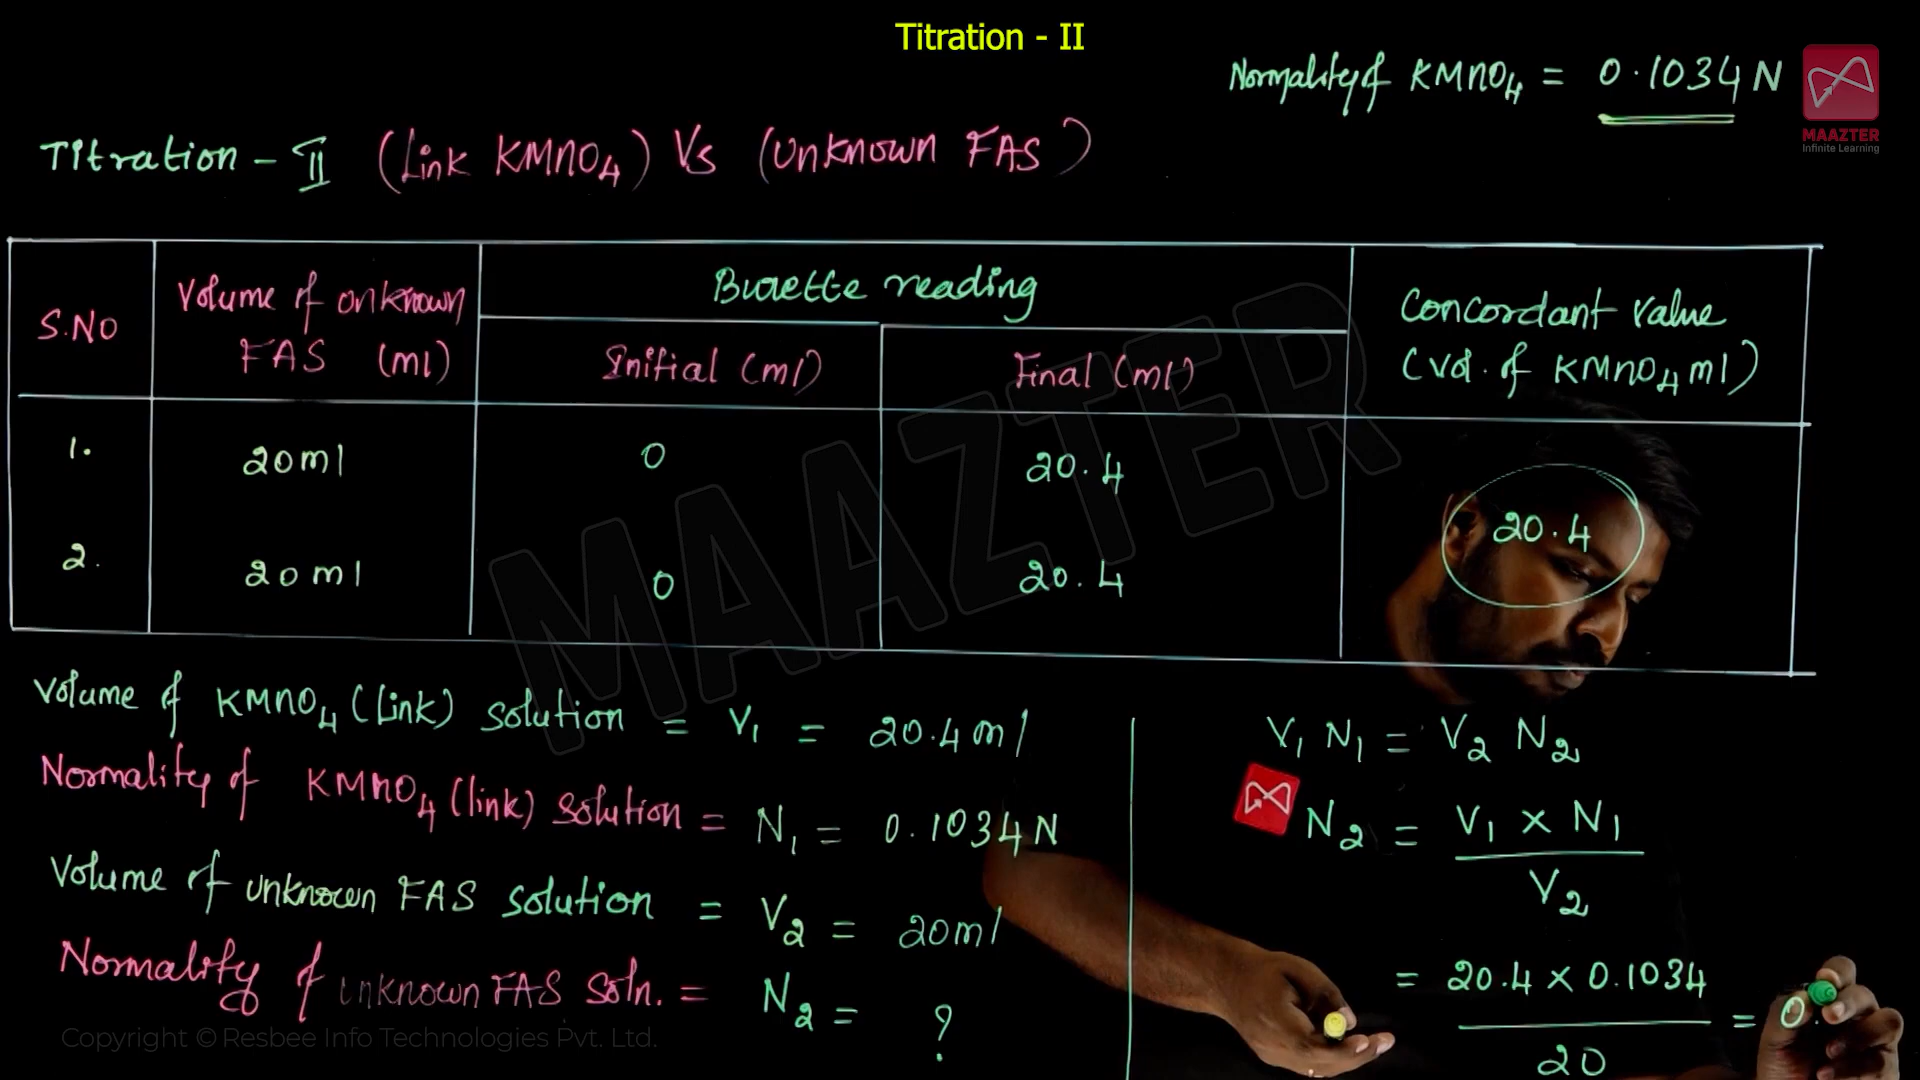 Titration - II
Normality of KMnO4 = 0.1034 N
MAAZTER
Infinite Learning
Titration - II (Link KMnO4) Vs (Unknown FAS)
S.NO
Volume of unknown FAS (ml)
Burette reading
Initial (ml)
Final (ml)
Concordant value
(Vol. of KMnO4 ml)
1. 20ml 0 20.4
20.4
2. 20ml 0 20.4
MAAZTER
Volume of KMnO4 (Link) solution = V1 = 20.4 ml
Normality of KMnO4 (link) solution = N1 = 0.1034 N
Volume of unknown FAS solution = V2 = 20ml
Normality of unknown FAS soln. = N2 = ?
V1 N1 = V2 N2
N2 = V1 x N1
V2
= 20.4 x 0.1034 = 0.
20
Copyright © Resbee Info Technologies Pvt. Ltd.